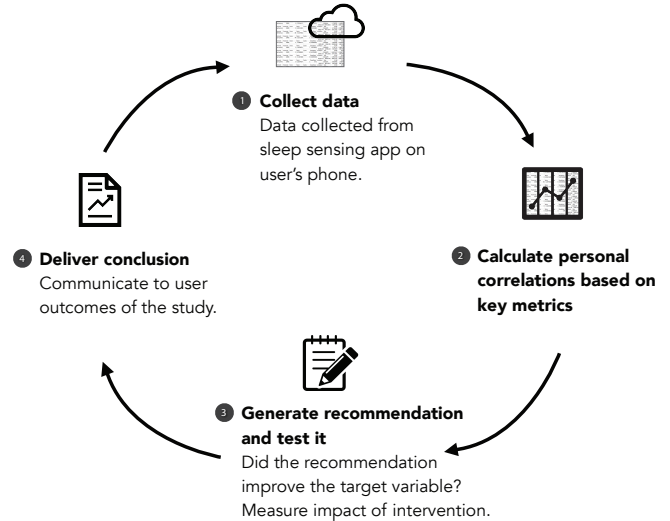 1 Collect data
Data collected from
sleep sensing app on
user's phone.
2 Calculate personal
correlations based on
key metrics
3 Generate recommendation
and test it
Did the recommendation
improve the target variable?
Measure impact of intervention.
4 Deliver conclusion
Communicate to user
outcomes of the study.